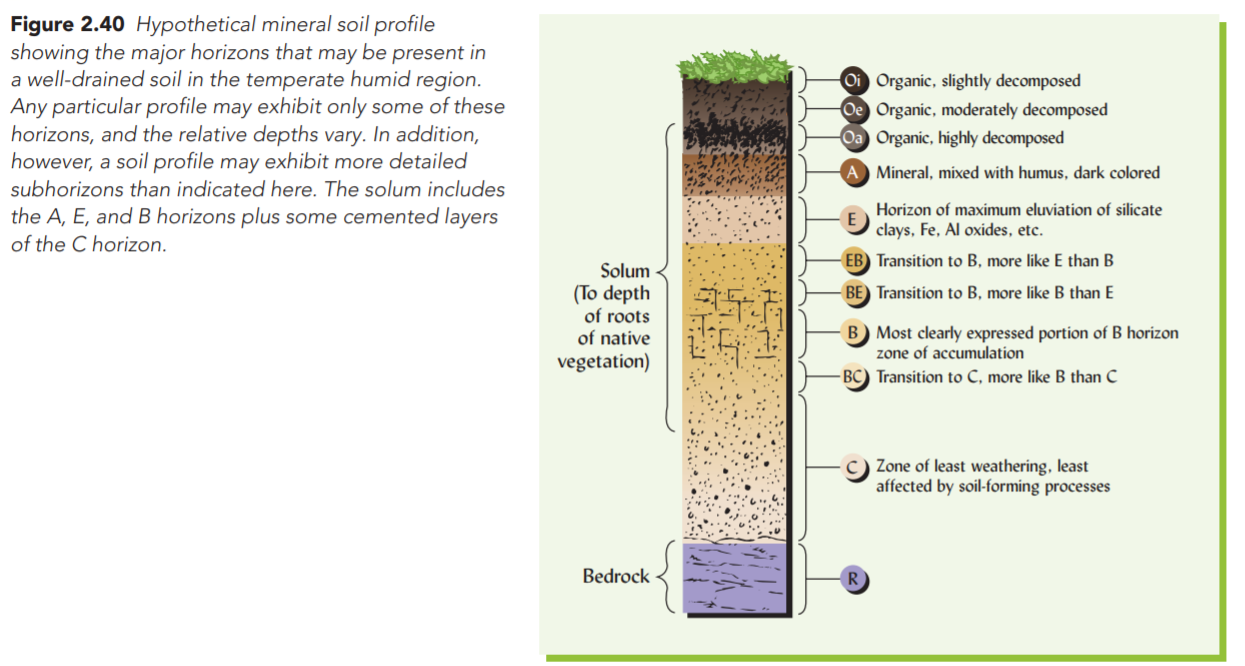 Figure 2.40 Hypothetical mineral soil profile
showing the major horizons that may be present in
a well-drained soil in the temperate humid region.
Any particular profile may exhibit only some of these
horizons, and the relative depths vary. In addition,
however, a soil profile may exhibit more detailed
subhorizons than indicated here. The solum includes
the A, E, and B horizons plus some cemented layers
of the C horizon.
Oi Organic, slightly decomposed
Oe Organic, moderately decomposed
Oa Organic, highly decomposed
A Mineral, mixed with humus, dark colored
E Horizon of maximum eluviation of silicate
clays, Fe, Al oxides, etc.
EB Transition to B, more like E than B
BE Transition to B, more like B than E
B Most clearly expressed portion of B horizon
zone of accumulation
BC Transition to C, more like B than C
C Zone of least weathering, least
affected by soil-forming processes
R
Solum
(To depth
of roots
of native
vegetation)
Bedrock